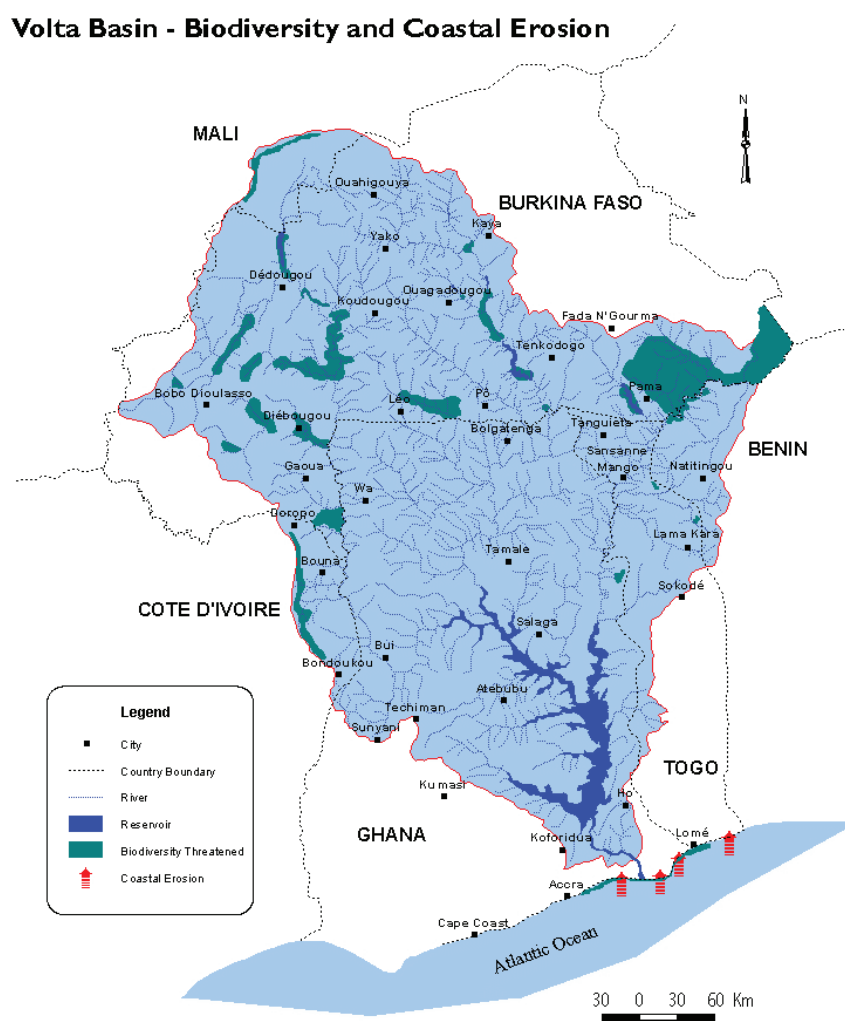 Volta Basin - Biodiversity and Coastal Erosion
N
MALI
Ouahigouya
BURKINA FASO
Kaya
Yako
Dédougou
Ouagadougou
Koudougou
Fada N'Gourma
Tenkodogo
Bobo Dioulasso
Pama
Léo
Pô
Diébougou
Bolgatenga
Tanguieta
BENIN
Sansanne
Mango
Natitingou
Gaoua
Wa
Doropo
Lama Kara
Tamale
Bouna
Sokodé
COTE D'IVOIRE
Salaga
Bui
Bondoukou
Atebubu
Techiman
Sunyani
TOGO
Kumasi
Ho
GHANA
Lomé
Koforidua
Accra
Cape Coast
Atlantic Ocean
Legend
City
Country Boundary
River
Reservoir
Biodiversity Threatened
Coastal Erosion
30 0 30 60 Km